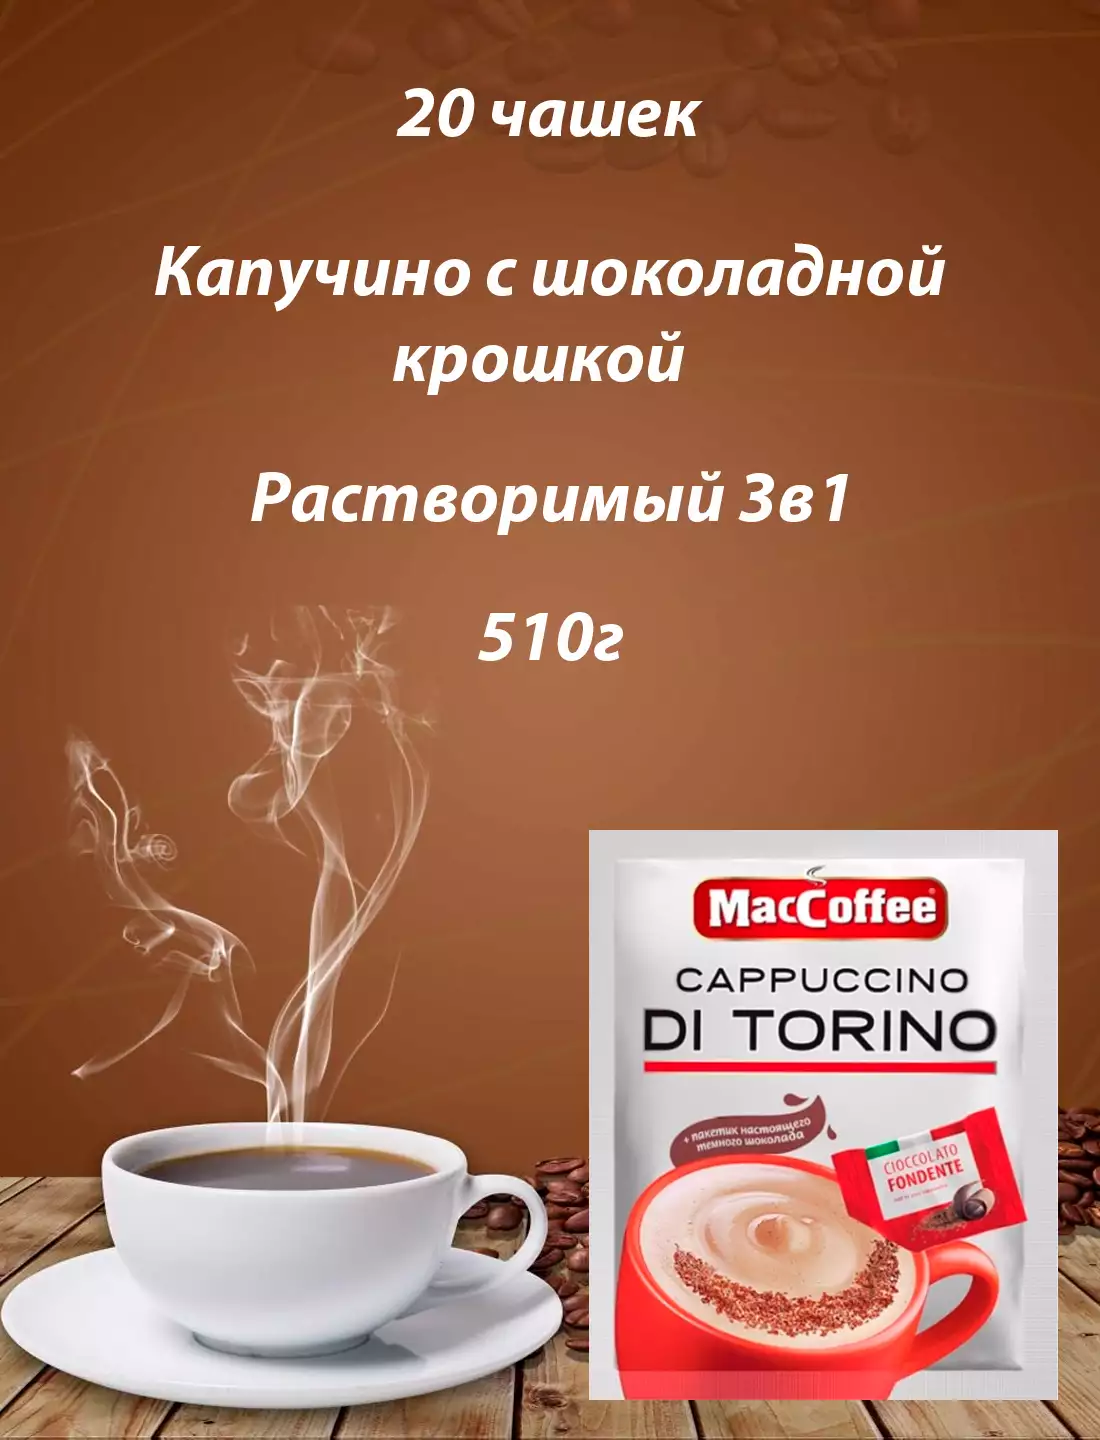 20 чашек
Капучино с шоколадной
крошкой
Растворимый 3в1
510г
MacCoffee
CAPPUCCINO
DI TORINO
+ пакетик настоящего
темного шоколада
CIOCCOLATO
FONDENTE